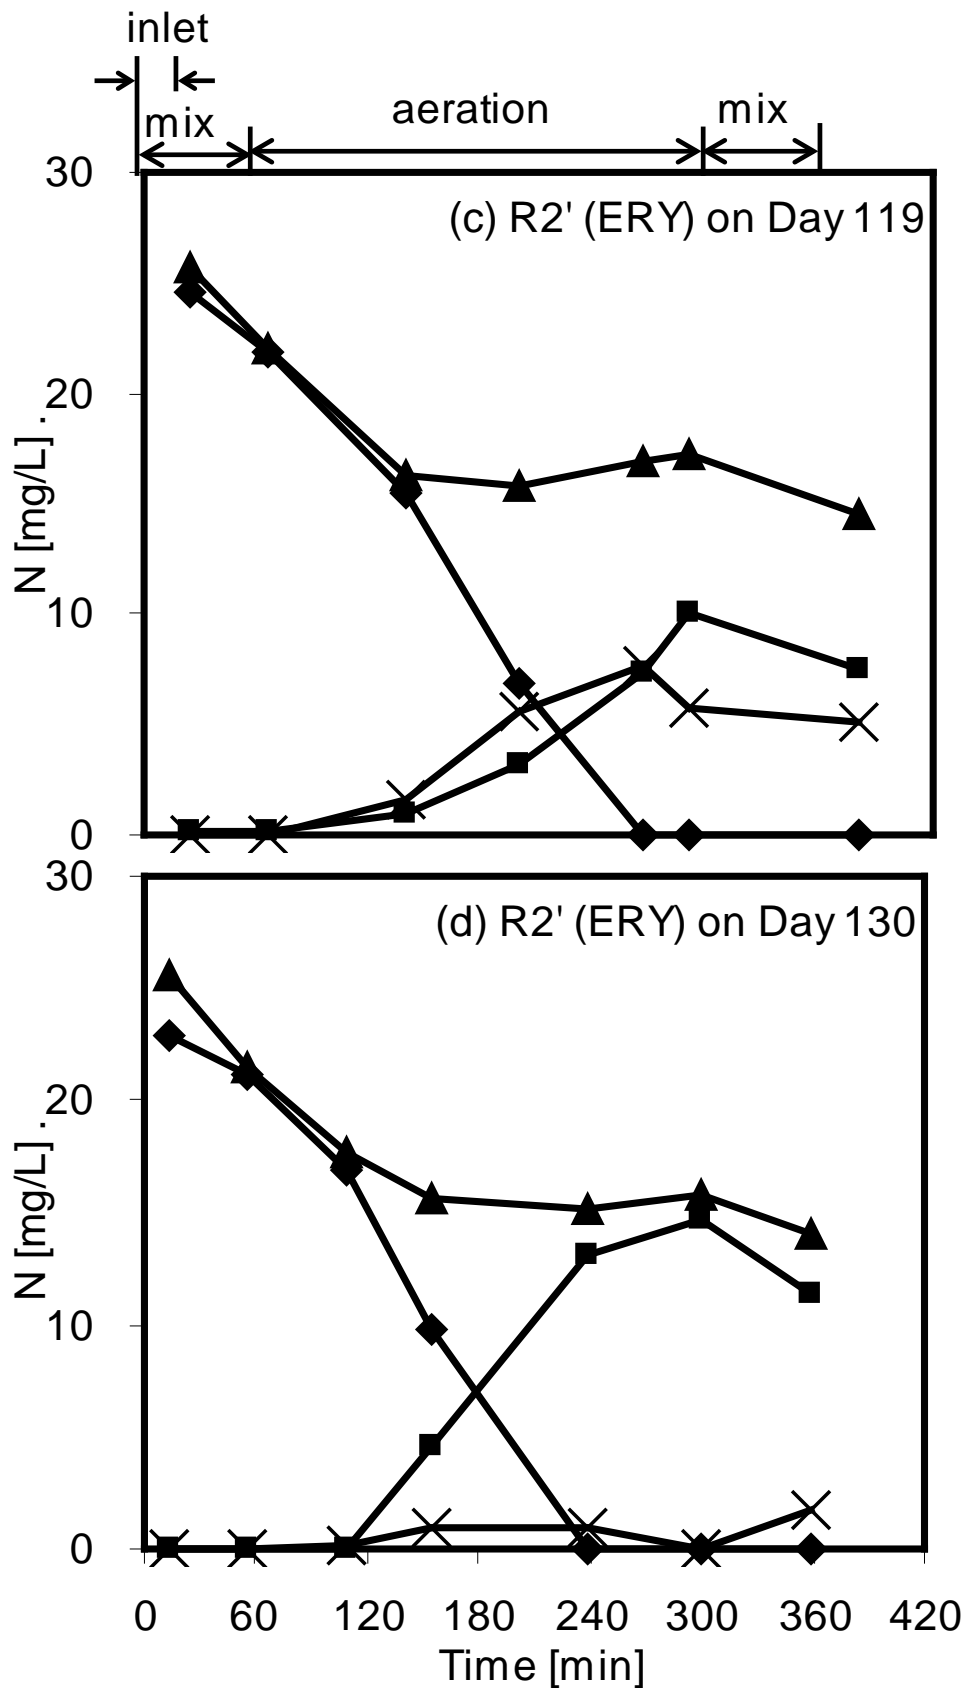 inlet
mix
aeration
mix
30
(c) R2' (ERY) on Day 119
20
N [mg/L] .
10
0
30
(d) R2' (ERY) on Day 130
20
N [mg/L] .
10
0
0 60 120 180 240 300 360 420
Time [min]